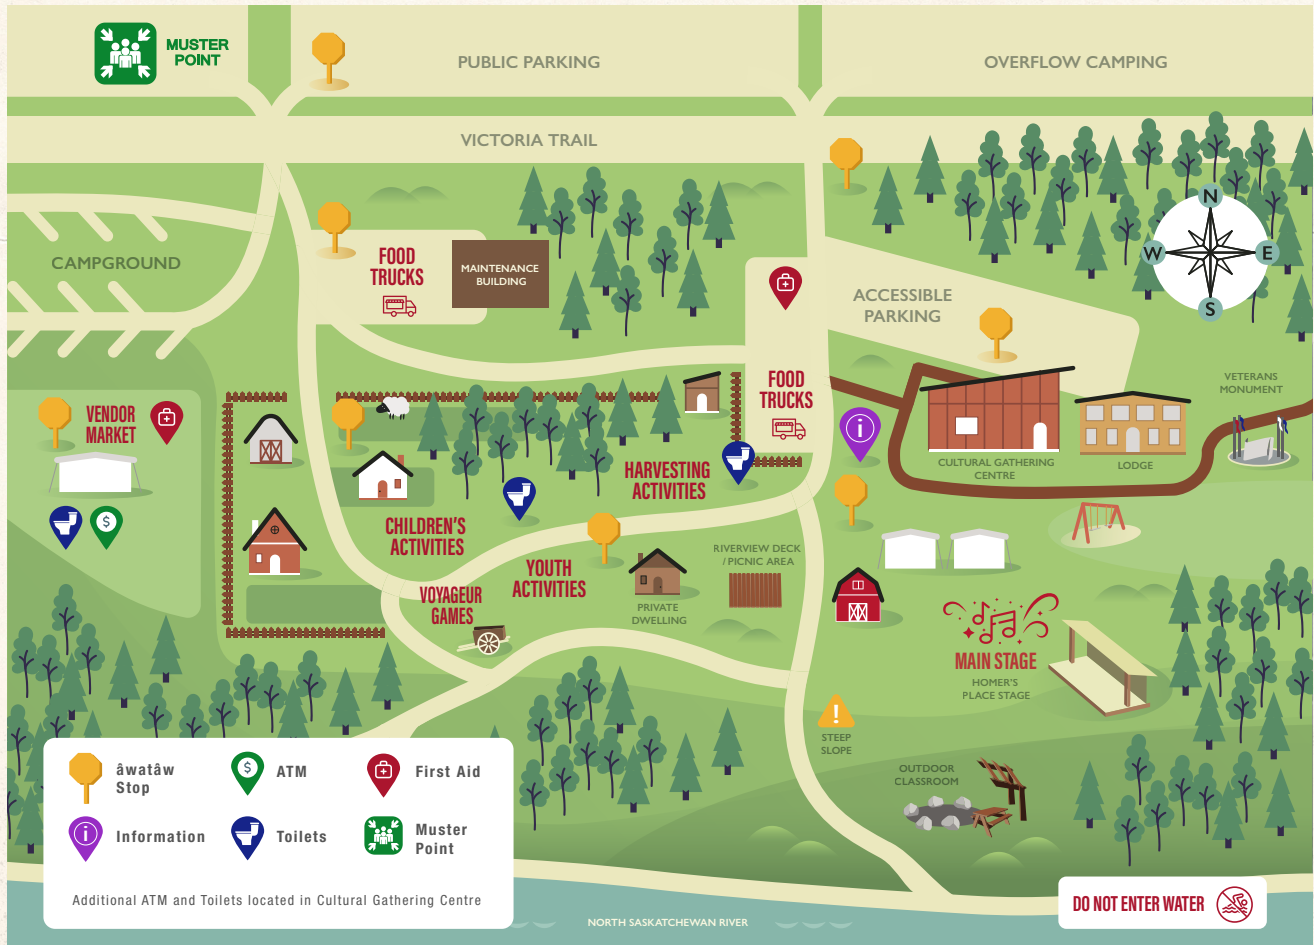 MUSTER
POINT
PUBLIC PARKING
OVERFLOW CAMPING
VICTORIA TRAIL
N
W
E
S
CAMPGROUND
FOOD
TRUCKS
MAINTENANCE
BUILDING
ACCESSIBLE
PARKING
VETERANS
MONUMENT
FOOD
TRUCKS
VENDOR
MARKET
i
CULTURAL GATHERING
CENTRE
LODGE
HARVESTING
ACTIVITIES
$
CHILDREN'S
ACTIVITIES
YOUTH
ACTIVITIES
VOYAGEUR
GAMES
RIVERVIEW DECK
/ PICNIC AREA
PRIVATE
DWELLING
MAIN STAGE
HOMER'S
PLACE STAGE
!
STEEP
SLOPE
OUTDOOR
CLASSROOM
âwatâw
Stop
$
ATM
First Aid
i
Information
Toilets
Muster
Point
Additional ATM and Toilets located in Cultural Gathering Centre
NORTH SASKATCHEWAN RIVER
DO NOT ENTER WATER